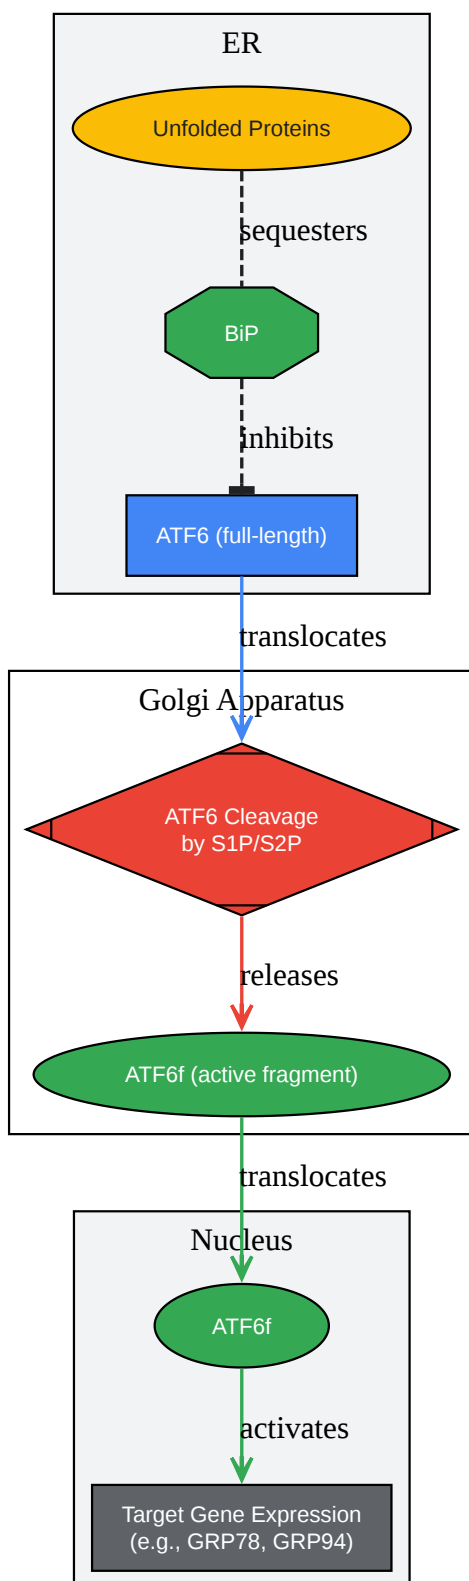 ER
Unfolded Proteins
sequesters
BiP
inhibits
ATF6 (full-length)
translocates
Golgi Apparatus
ATF6 Cleavage
by S1P/S2P
releases
ATF6f (active fragment)
translocates
Nucleus
ATF6f
activates
Target Gene Expression
(e.g., GRP78, GRP94)